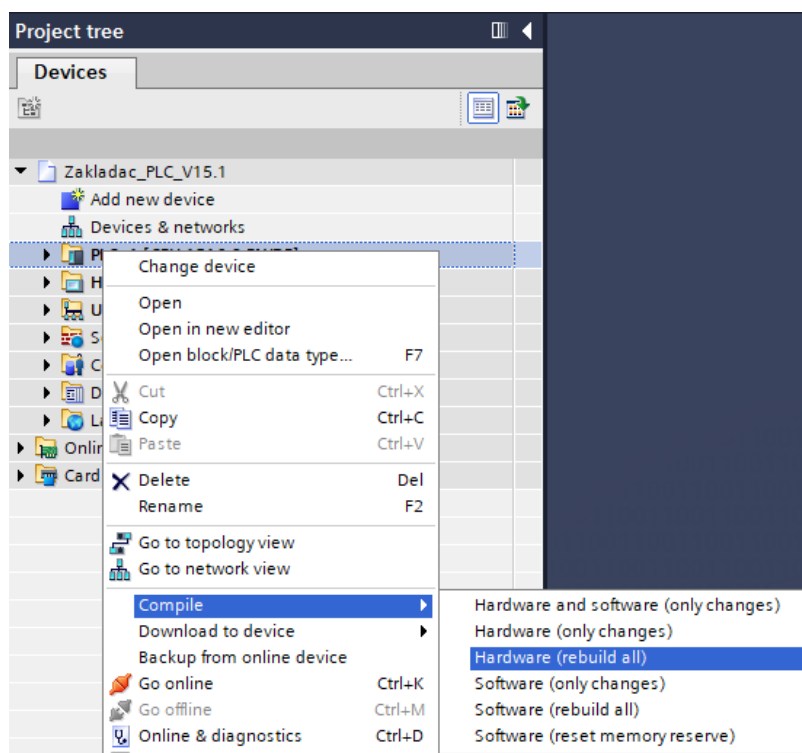 Project tree
Devices
Zakladac_PLC_V15.1
Add new device
Devices & networks
Change device
Open
Open in new editor
Open block/PLC data type... F7
Cut Ctrl+X
Copy Ctrl+C
Paste Ctrl+V
Delete Del
Rename F2
Go to topology view
Go to network view
Compile
Download to device
Backup from online device
Go online Ctrl+K
Go offline Ctrl+M
Online & diagnostics Ctrl+D
Onlin
Card
Hardware and software (only changes)
Hardware (only changes)
Hardware (rebuild all)
Software (only changes)
Software (rebuild all)
Software (reset memory reserve)